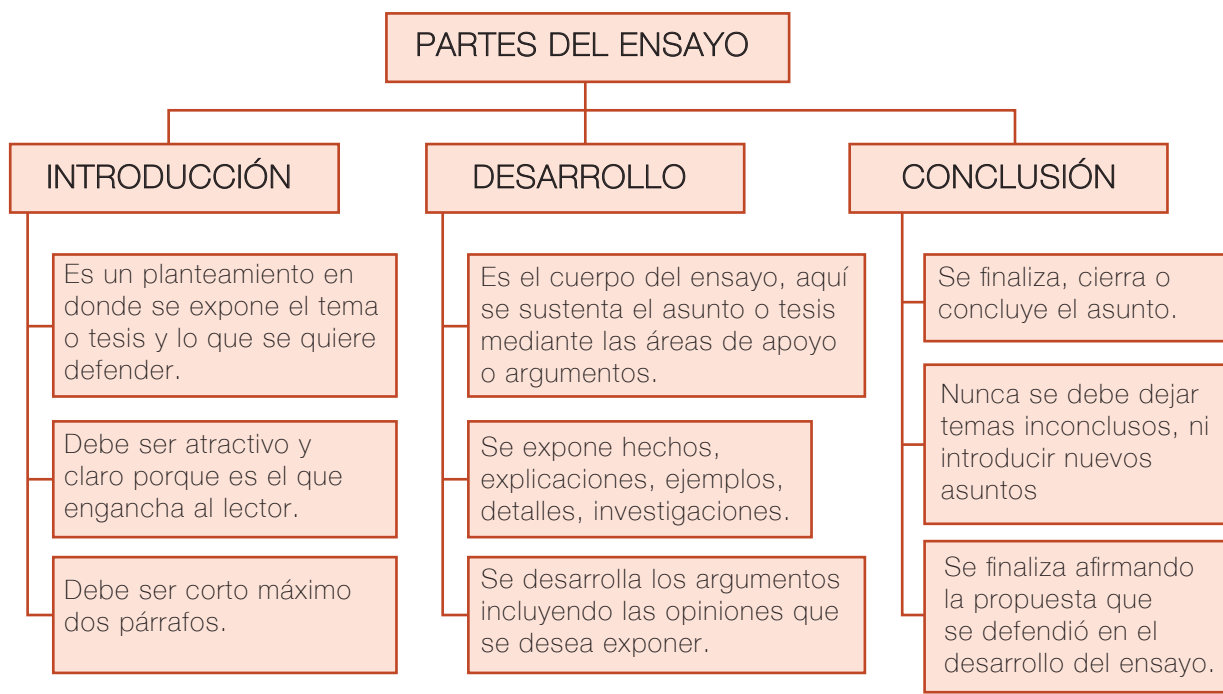 PARTES DEL ENSAYO
INTRODUCCIÓN
Es un planteamiento en
donde se expone el tema
o tesis y lo que se quiere
defender.
Debe ser atractivo y
claro porque es el que
engancha al lector.
Debe ser corto máximo
dos párrafos.
DESARROLLO
Es el cuerpo del ensayo, aquí
se sustenta el asunto o tesis
mediante las áreas de apoyo
o argumentos.
Se expone hechos,
explicaciones, ejemplos,
detalles, investigaciones.
Se desarrolla los argumentos
incluyendo las opiniones que
se desea exponer.
CONCLUSIÓN
Se finaliza, cierra o
concluye el asunto.
Nunca se debe dejar
temas inconclusos, ni
introducir nuevos
asuntos
Se finaliza afirmando
la propuesta que
se defendió en el
desarrollo del ensayo.